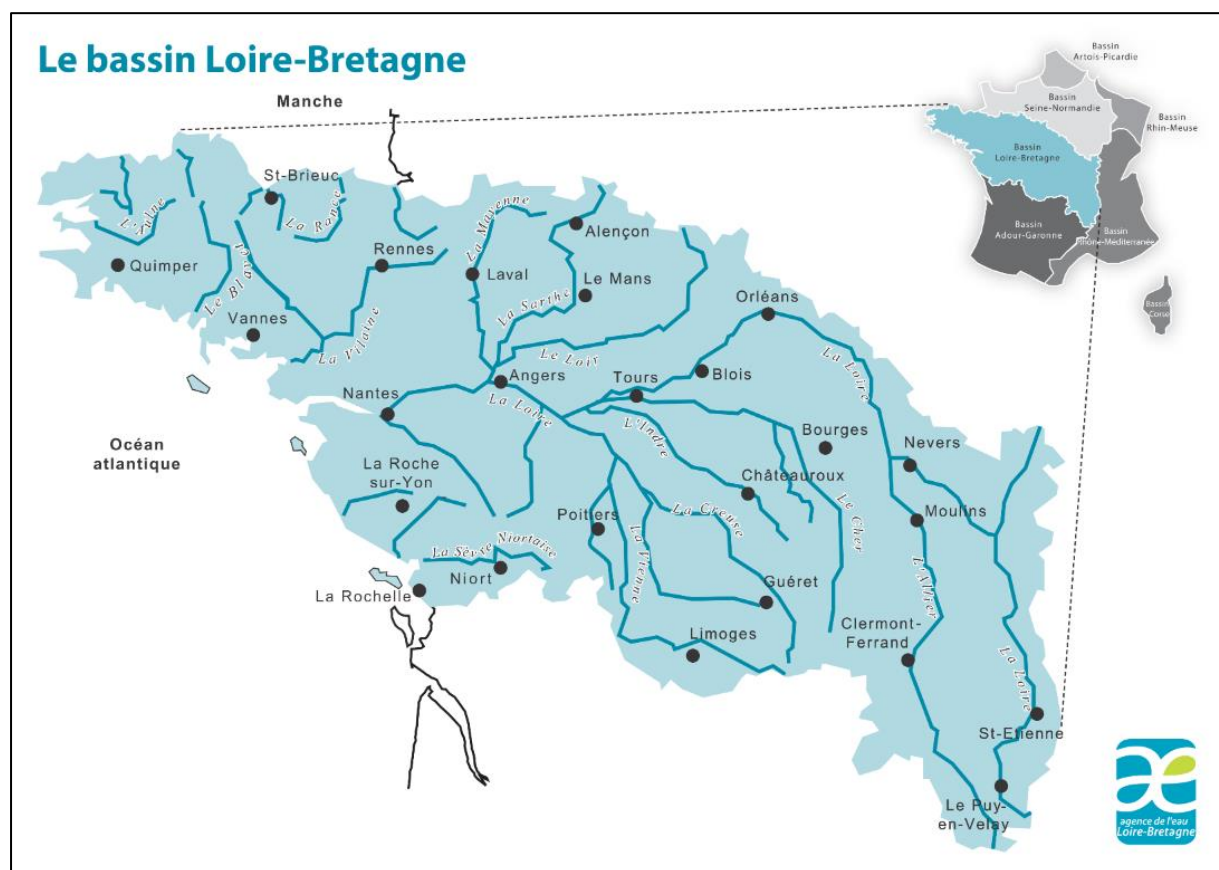 Le bassin Loire-Bretagne
Manche
Bassin
Artois-Picardie
Bassin
Seine-Normandie
Bassin
Rhin-Meuse
Bassin
Loire-Bretagne
Bassin
Adour-Garonne
Bassin
Rhône-Méditerranée
Bassin
Corse
St-Brieuc
L'Aulne
La Rance
La Mayenne
Alençon
Rennes
Quimper
Laval
Le Mans
Le Blavet
La Sarthe
Orléans
Vannes
La Vilaine
Le Loir
La Loire
Angers
Tours
Blois
Nantes
La Loire
L'Indre
Bourges
Nevers
Océan
atlantique
La Roche
sur-Yon
Châteauroux
Poitiers
La Creuse
Le Cher
Moulins
La Sèvre Niortaise
La Vienne
Niort
L'Allier
Guéret
La Rochelle
Limoges
Clermont-
Ferrand
La Loire
St-Etienne
Le Puy-
en-Velay
agence de l'eau
Loire-Bretagne